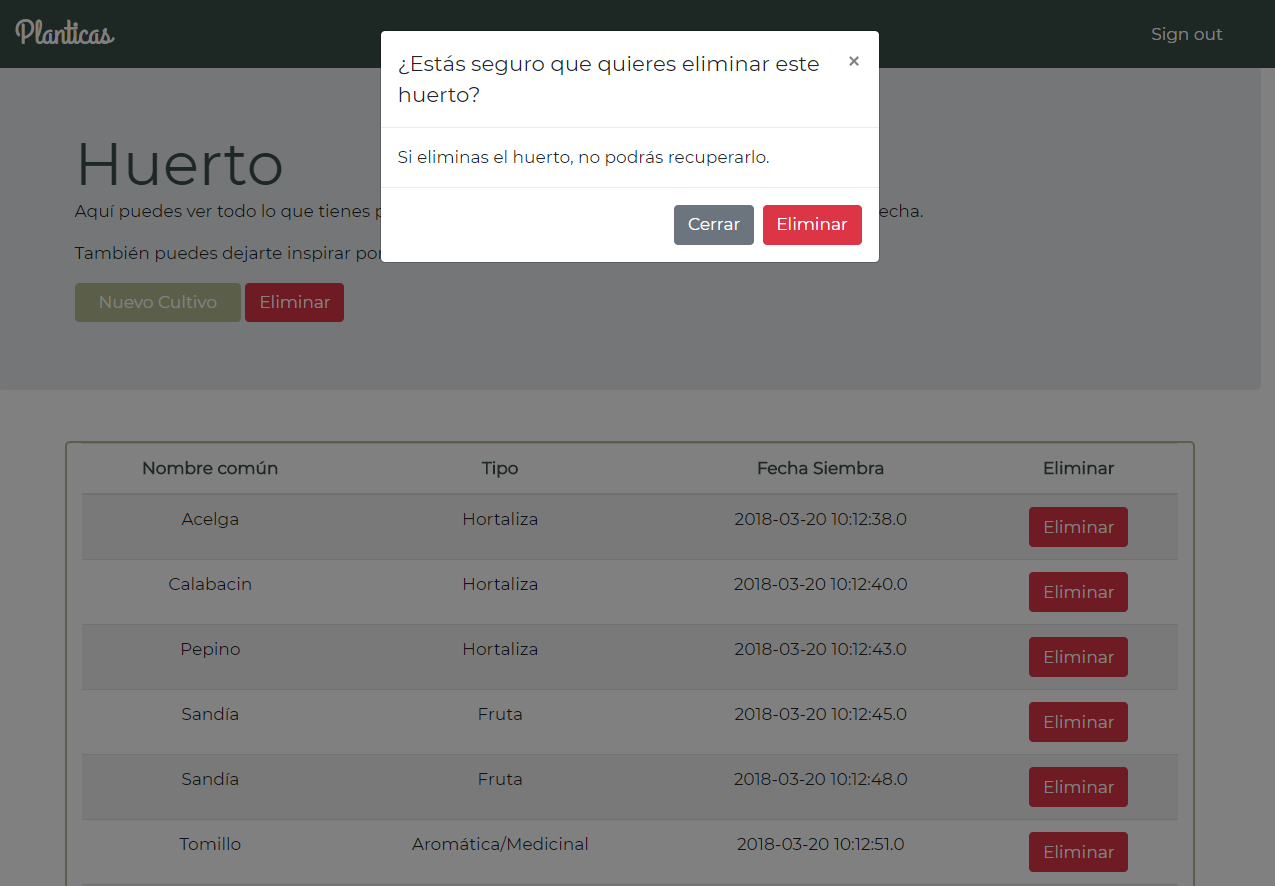 Planticas
Sign out
¿Estás seguro que quieres eliminar este
huerto?
×
Si eliminas el huerto, no podrás recuperarlo.
Cerrar Eliminar
Huerto
Aquí puedes ver todo lo que tienes
También puedes dejarte inspirar
Nuevo Cultivo Eliminar
Nombre común Tipo Fecha Siembra Eliminar
Acelga Hortaliza 2018-03-20 10:12:38.0 Eliminar
Calabacin Hortaliza 2018-03-20 10:12:40.0 Eliminar
Pepino Hortaliza 2018-03-20 10:12:43.0 Eliminar
Sandía Fruta 2018-03-20 10:12:45.0 Eliminar
Sandía Fruta 2018-03-20 10:12:48.0 Eliminar
Tomillo Aromática/Medicinal 2018-03-20 10:12:51.0 Eliminar